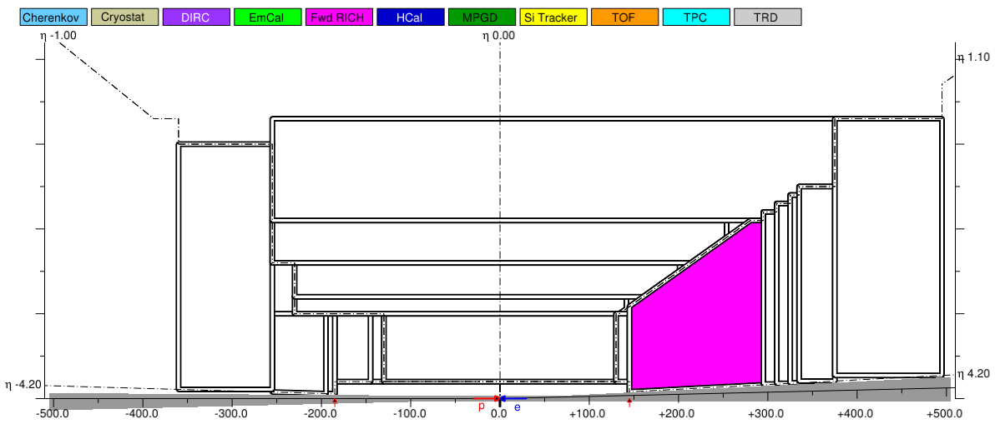 Cherenkov Cryostat DIRC EmCal Fwd RICH HCal MPGD Si Tracker TOF TPC TRD
η -1.00 η 0.00 η 1.10
η -4.20 η 4.20
-500.0 -400.0 -300.0 -200.0 -100.0 0.0 +100.0 +200.0 +300.0 +400.0 +500.0
p e